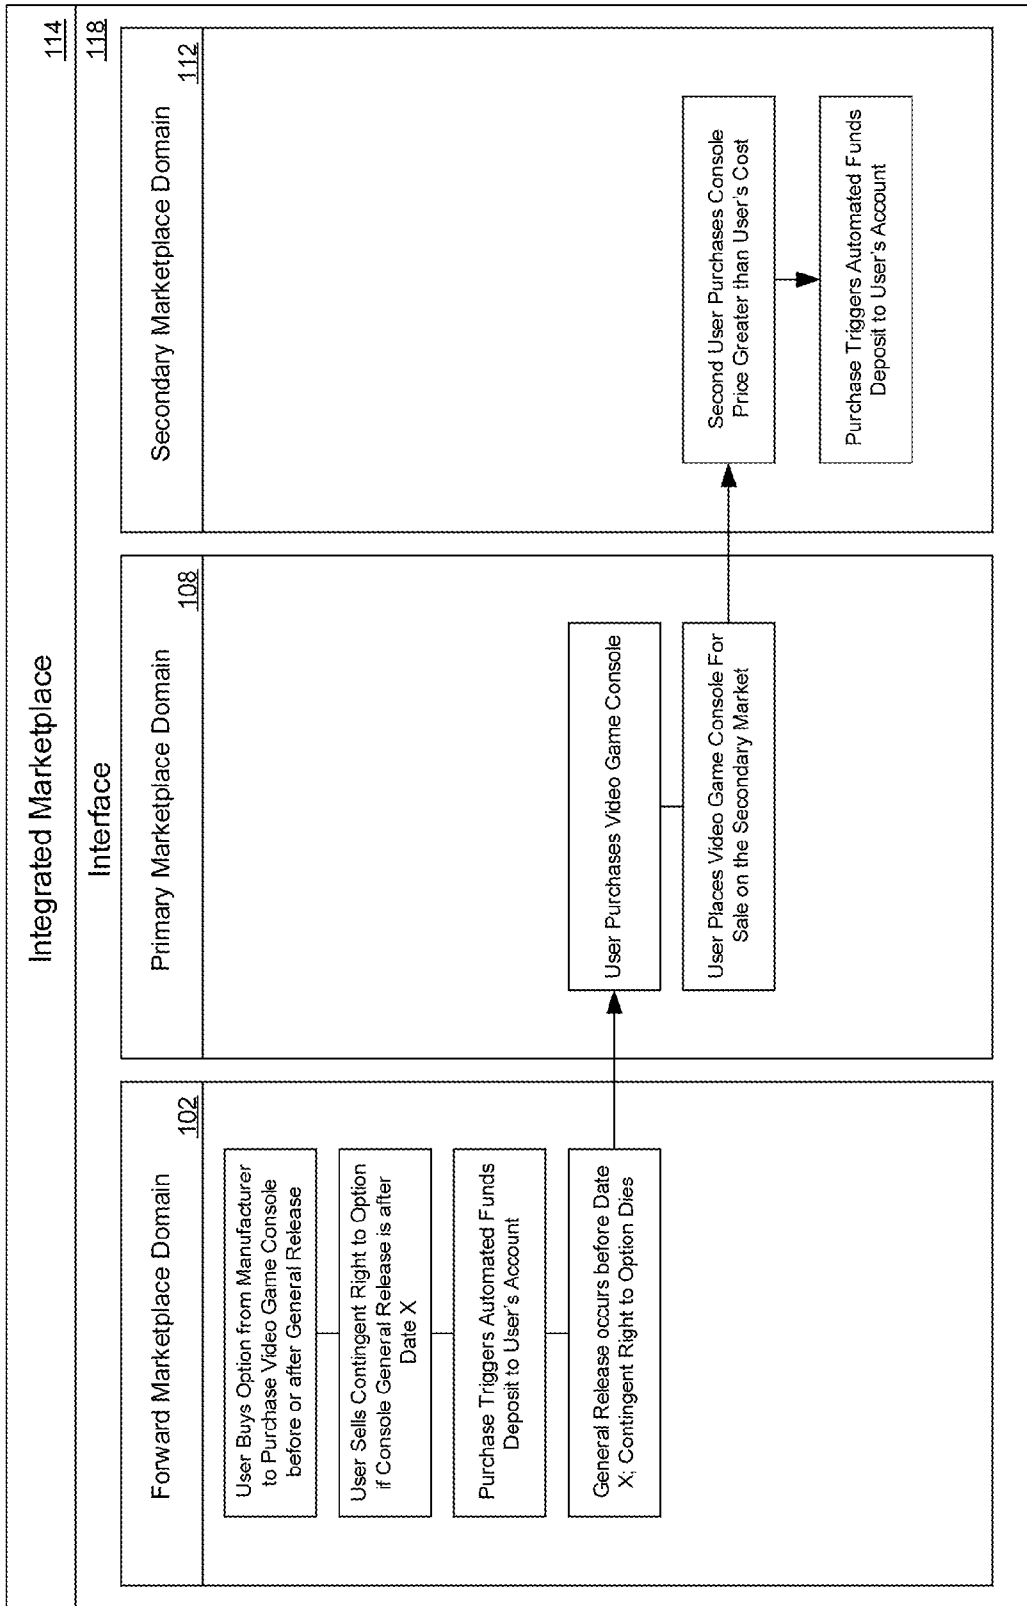 Integrated Marketplace
114
Interface
118
Forward Marketplace Domain
102
User Buys Option from Manufacturer
to Purchase Video Game Console
before or after General Release
User Sells Contingent Right to Option
if Console General Release is after
Date X
Purchase Triggers Automated Funds
Deposit to User's Account
General Release occurs before Date
X; Contingent Right to Option Dies
Primary Marketplace Domain
108
User Purchases Video Game Console
User Places Video Game Console For
Sale on the Secondary Market
Secondary Marketplace Domain
112
Second User Purchases Console
Price Greater than User's Cost
Purchase Triggers Automated Funds
Deposit to User's Account